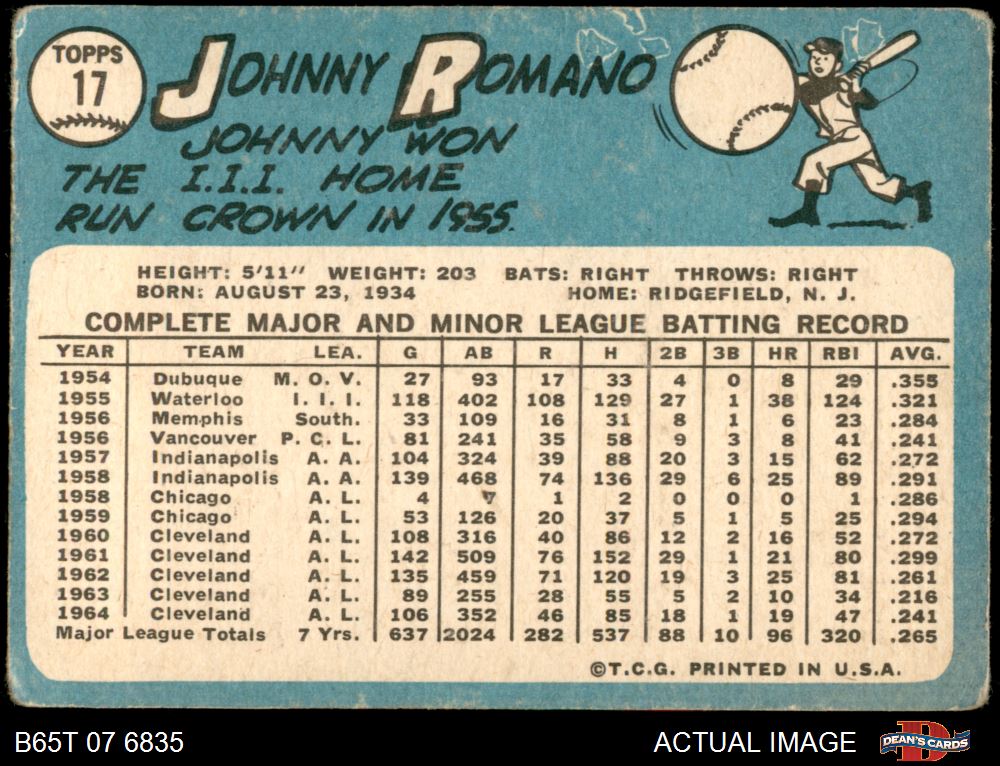 TOPPS
17
JOHNNY ROMANO
JOHNNY WON
THE I.I.I. HOME
RUN CROWN IN 1955.
HEIGHT: 5'11" WEIGHT: 203 BATS: RIGHT THROWS: RIGHT
BORN: AUGUST 23, 1934 HOME: RIDGEFIELD, N. J.
COMPLETE MAJOR AND MINOR LEAGUE BATTING RECORD
YEAR TEAM LEA. G AB R H 2B 3B HR RBI AVG.
1954 Dubuque M. O. V. 27 93 17 33 4 0 8 29 .355
1955 Waterloo I. I. I. 118 402 108 129 27 1 38 124 .321
1956 Memphis South. 33 109 16 31 8 1 6 23 .284
1956 Vancouver P. C. L. 81 241 35 58 9 3 8 41 .241
1957 Indianapolis A. A. 104 324 39 88 20 3 15 62 .272
1958 Indianapolis A. A. 139 468 74 136 29 6 25 89 .291
1958 Chicago A. L. 4 7 1 2 0 0 0 1 .286
1959 Chicago A. L. 53 126 20 37 5 1 5 25 .294
1960 Cleveland A. L. 108 316 40 86 12 2 16 52 .272
1961 Cleveland A. L. 142 509 76 152 29 1 21 80 .299
1962 Cleveland A. L. 135 459 71 120 19 3 25 81 .261
1963 Cleveland A. L. 89 255 28 55 5 2 10 34 .216
1964 Cleveland A. L. 106 352 46 85 18 1 19 47 .241
Major League Totals 7 Yrs. 637 2024 282 537 88 10 96 320 .265
©T.C.G. PRINTED IN U.S.A.
B65T 07 6835 ACTUAL IMAGE D DEAN'S CARDS